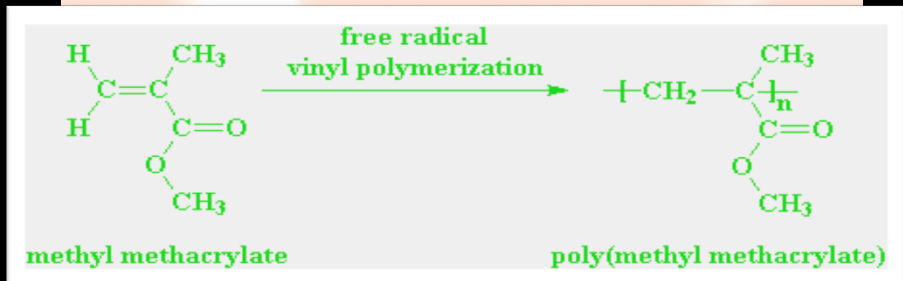 H
CH₃
free radical
vinyl polymerization
C=C
H
C=O
O
CH₃
methyl methacrylate
CH₃
-[-CH₂-C-]-n
C=O
O
CH₃
poly(methyl methacrylate)